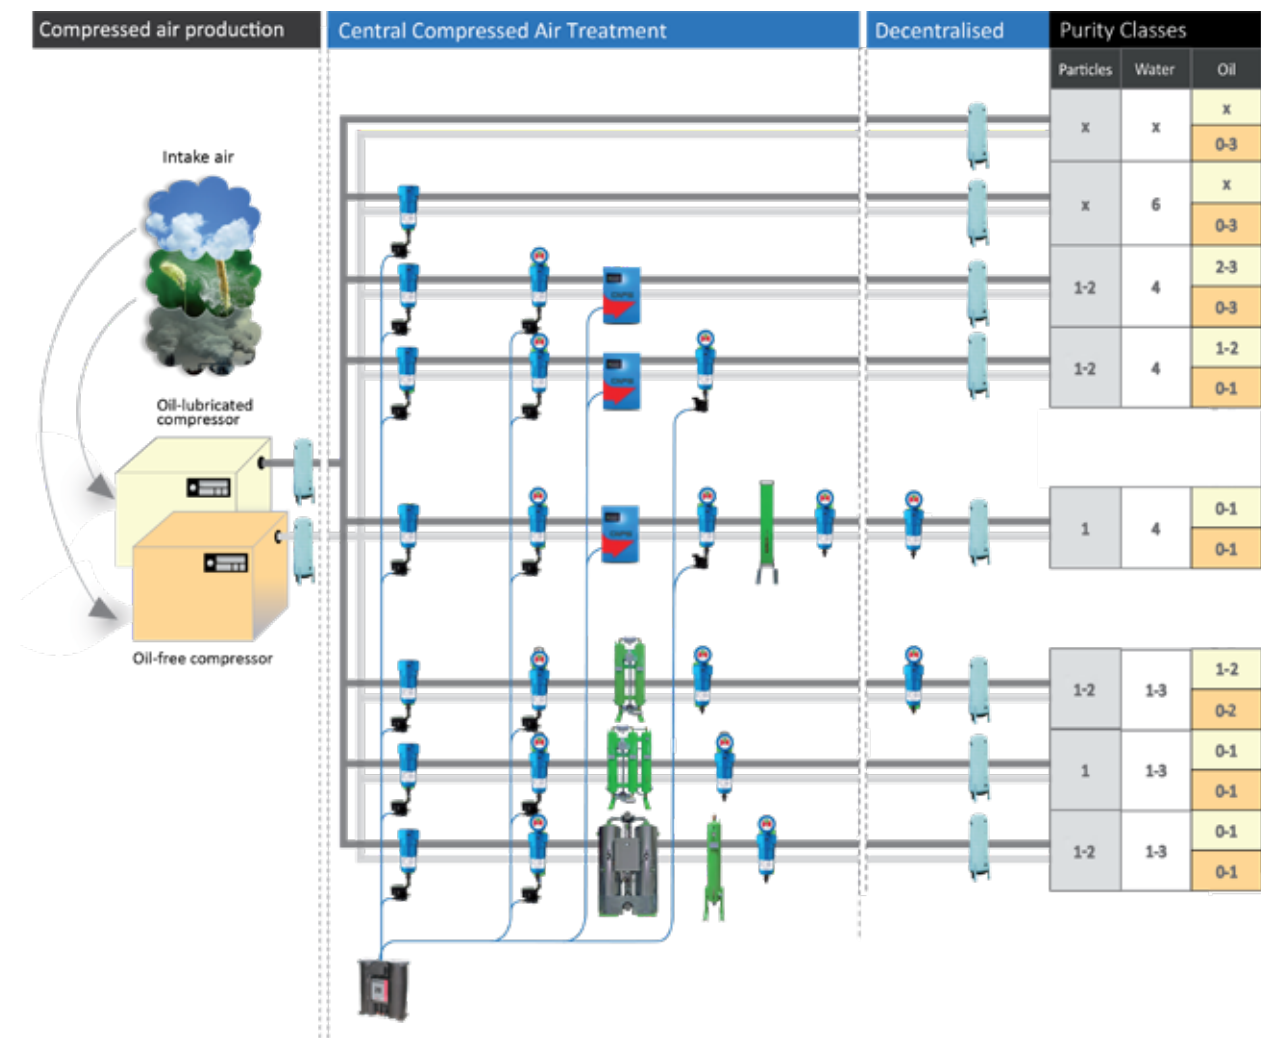 Compressed air production
Central Compressed Air Treatment
Decentralised
Purity Classes
Particles Water Oil
Intake air
Oil-lubricated
compressor
Oil-free compressor
x x x
0-3
x 6 x
0-3
1-2 4 2-3
0-3
1-2 4 1-2
0-1
1 4 0-1
0-1
1-2 1-3 1-2
0-2
1 1-3 0-1
0-1
1-2 1-3 0-1
0-1